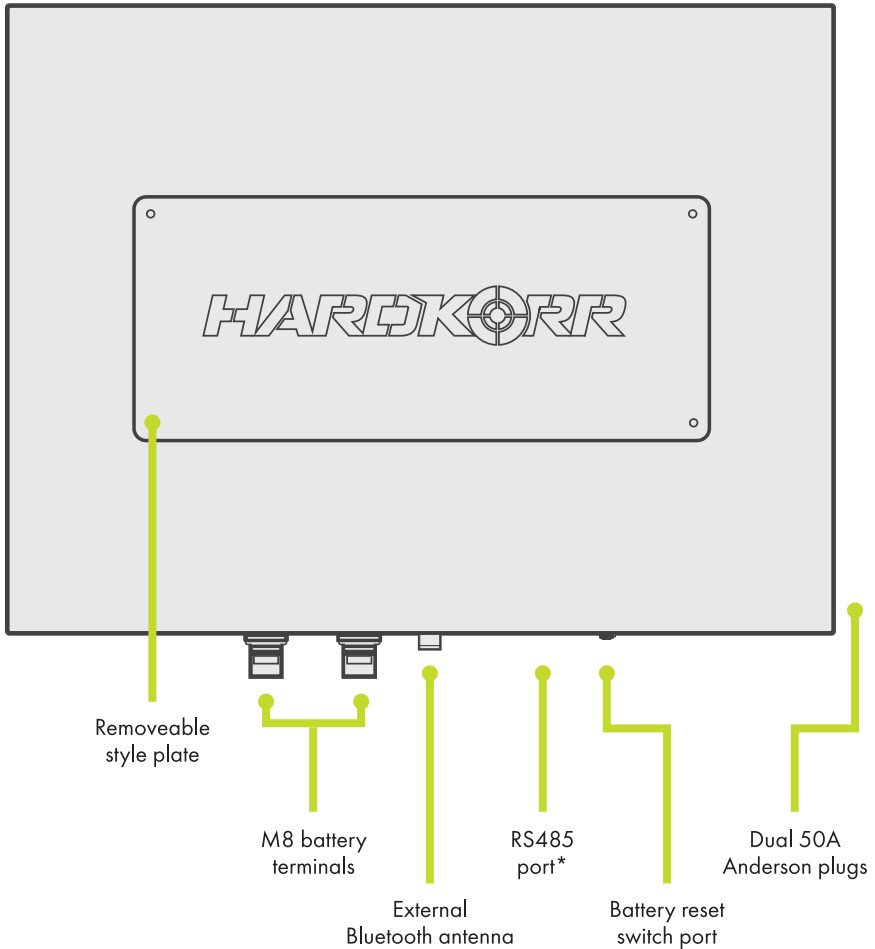 HARDKORR
Removeable
style plate
M8 battery
terminals
RS485
port*
Dual 50A
Anderson plugs
External
Bluetooth antenna
Battery reset
switch port